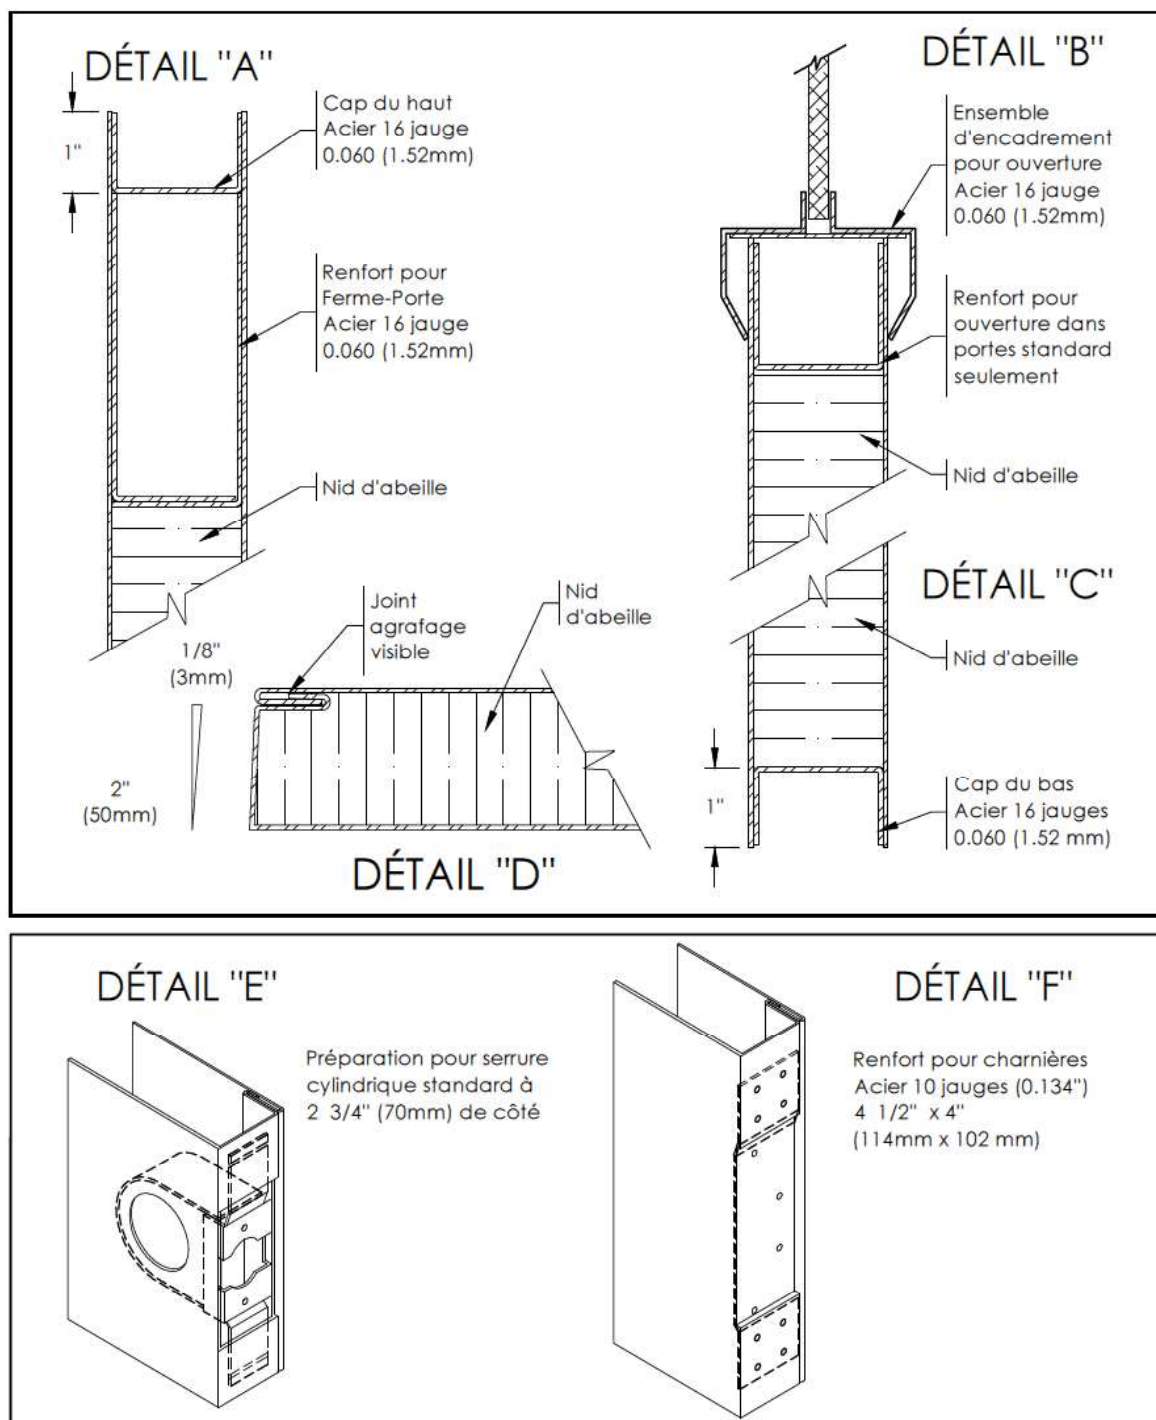 DÉTAIL "A"
1"
Cap du haut
Acier 16 jauge
0.060 (1.52mm)
Renfort pour
Ferme-Porte
Acier 16 jauge
0.060 (1.52mm)
Nid d'abeille
DÉTAIL "B"
Ensemble
d'encadrement
pour ouverture
Acier 16 jauge
0.060 (1.52mm)
Renfort pour
ouverture dans
portes standard
seulement
Nid d'abeille
DÉTAIL "C"
Nid d'abeille
1"
Cap du bas
Acier 16 jauges
0.060 (1.52 mm)
Joint
agrafage
visible
Nid
d'abeille
1/8"
(3mm)
2"
(50mm)
DÉTAIL "D"
DÉTAIL "E"
Préparation pour serrure
cylindrique standard à
2 3/4" (70mm) de côté
DÉTAIL "F"
Renfort pour charnières
Acier 10 jauges (0.134")
4 1/2" x 4"
(114mm x 102 mm)